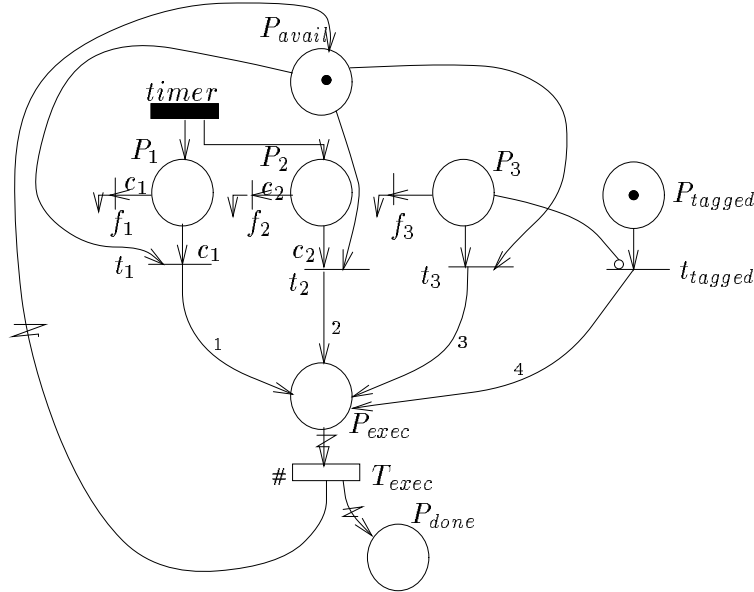 P_avail
timer
P_1
P_2
P_3
c_1
c_2
P_tagged
f_1
f_2
f_3
c_1
c_2
t_1
t_2
t_3
t_tagged
1
2
3
4
P_exec
#
T_exec
P_done